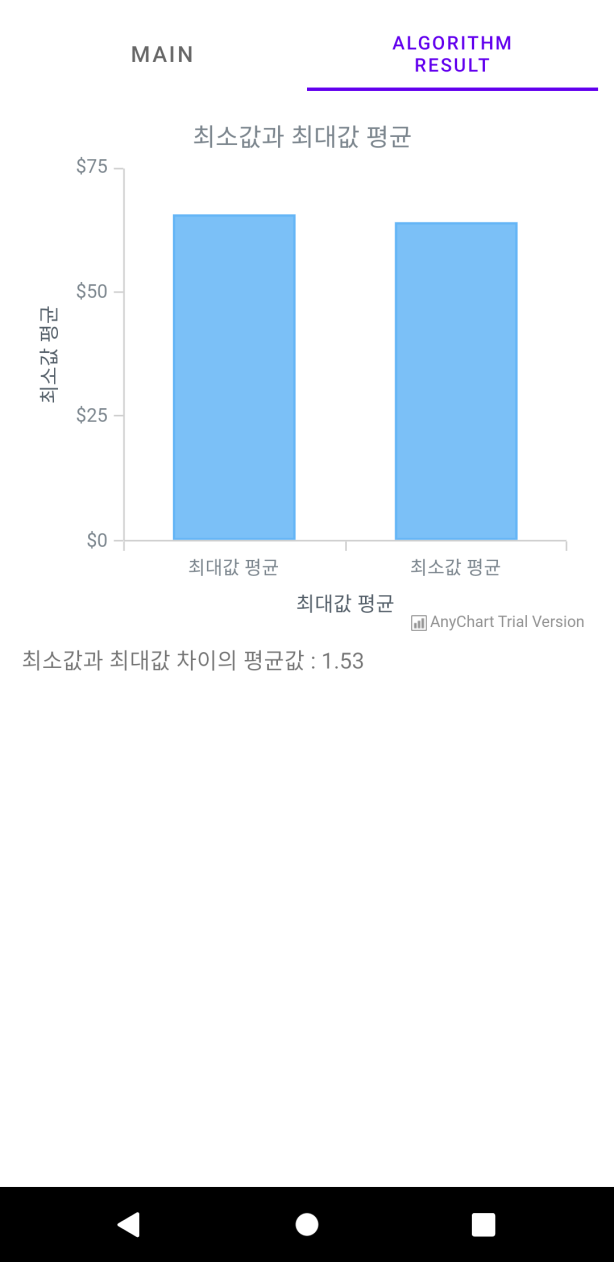 MAIN
ALGORITHM
RESULT
최소값과 최대값 평균
$75
$50
$25
$0
최소값 평균
최대값 평균
최소값 평균
최대값 평균
AnyChart Trial Version
최소값과 최대값 차이의 평균값 : 1.53